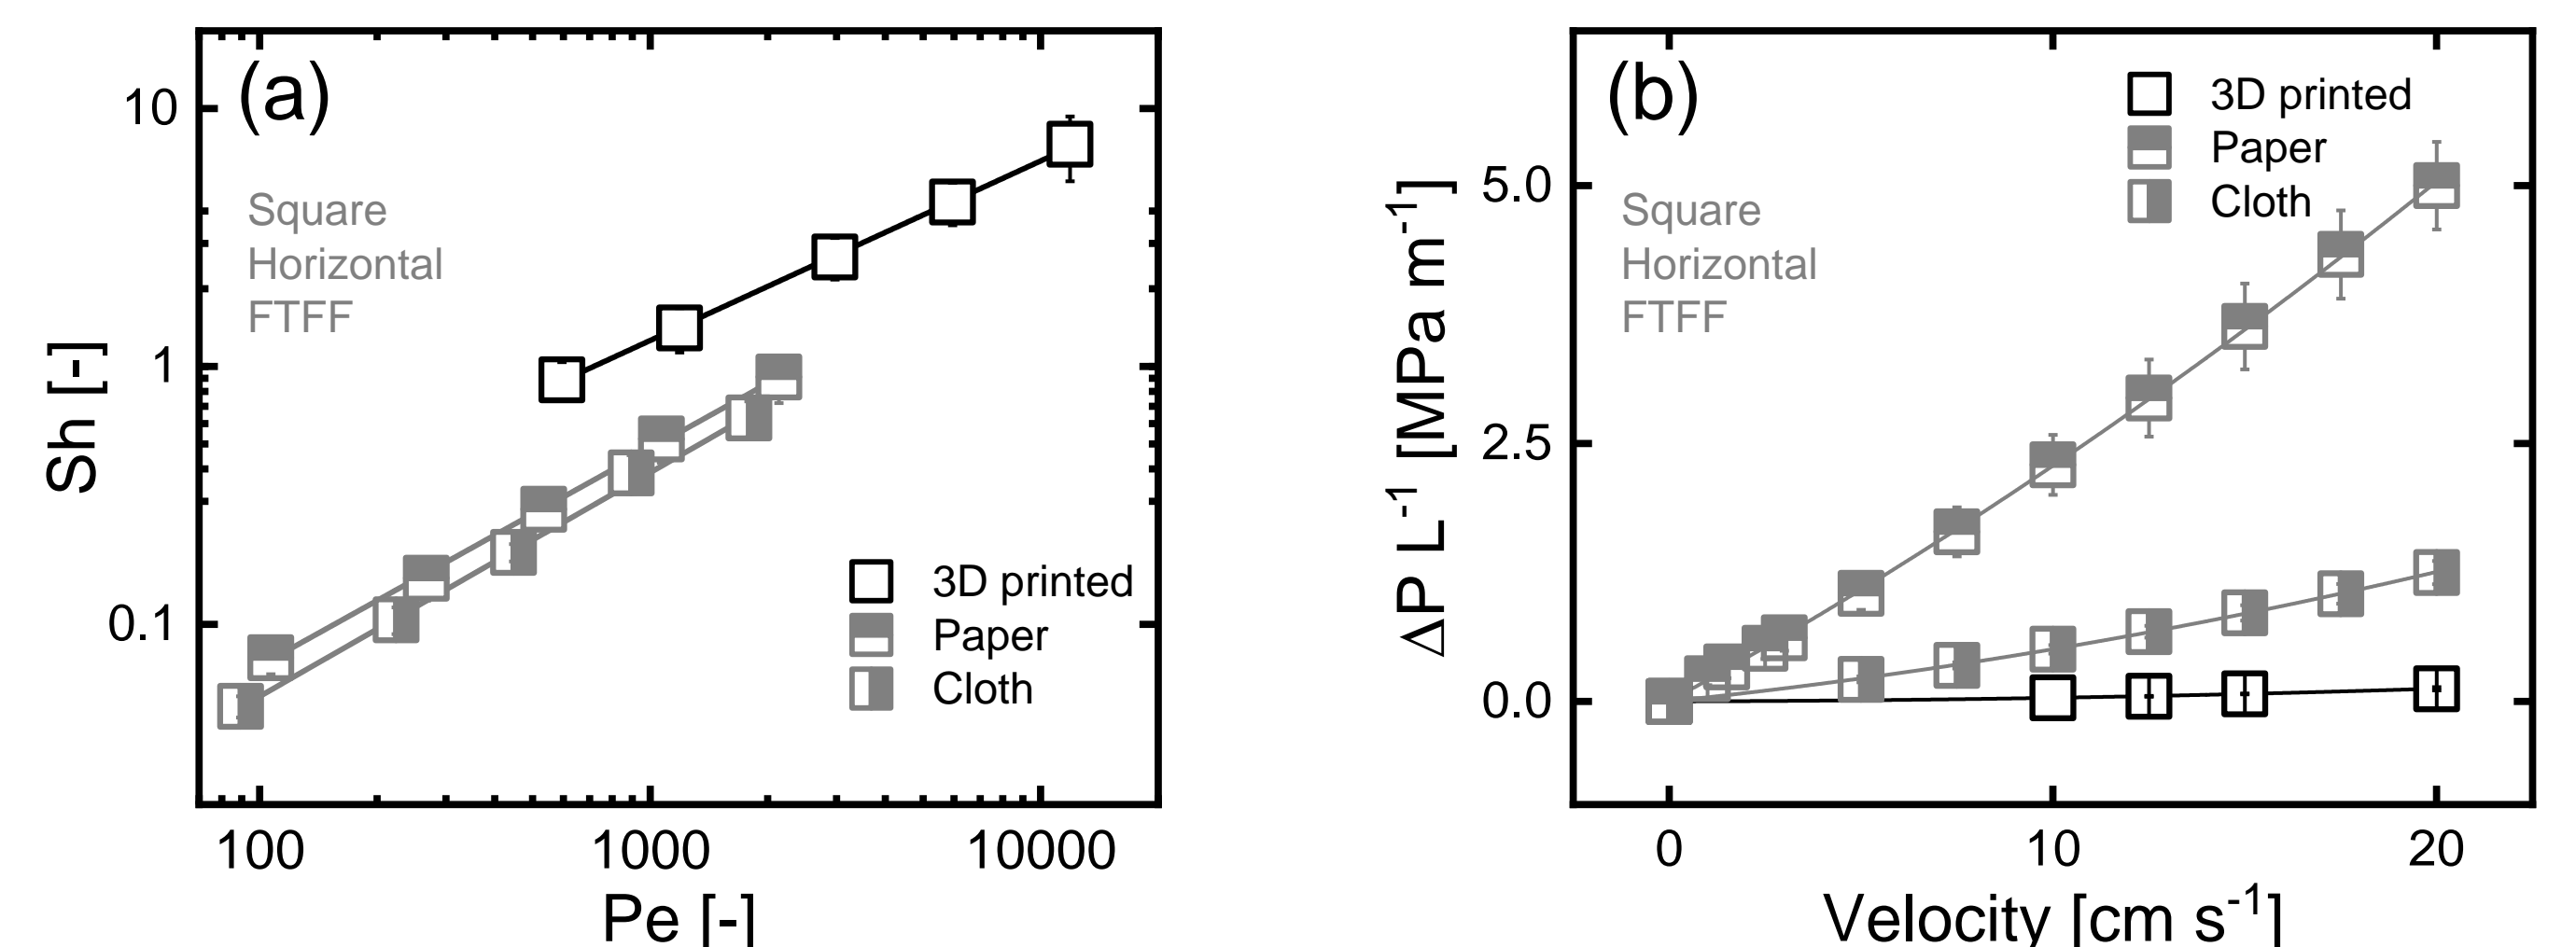 (a)
Square
Horizontal
FTFF
3D printed
Paper
Cloth
10
1
0.1
Sh [-]
100 1000 10000
Pe [-]
(b)
3D printed
Paper
Cloth
Square
Horizontal
FTFF
5.0
2.5
0.0
ΔP L⁻¹ [MPa m⁻¹]
0 10 20
Velocity [cm s⁻¹]